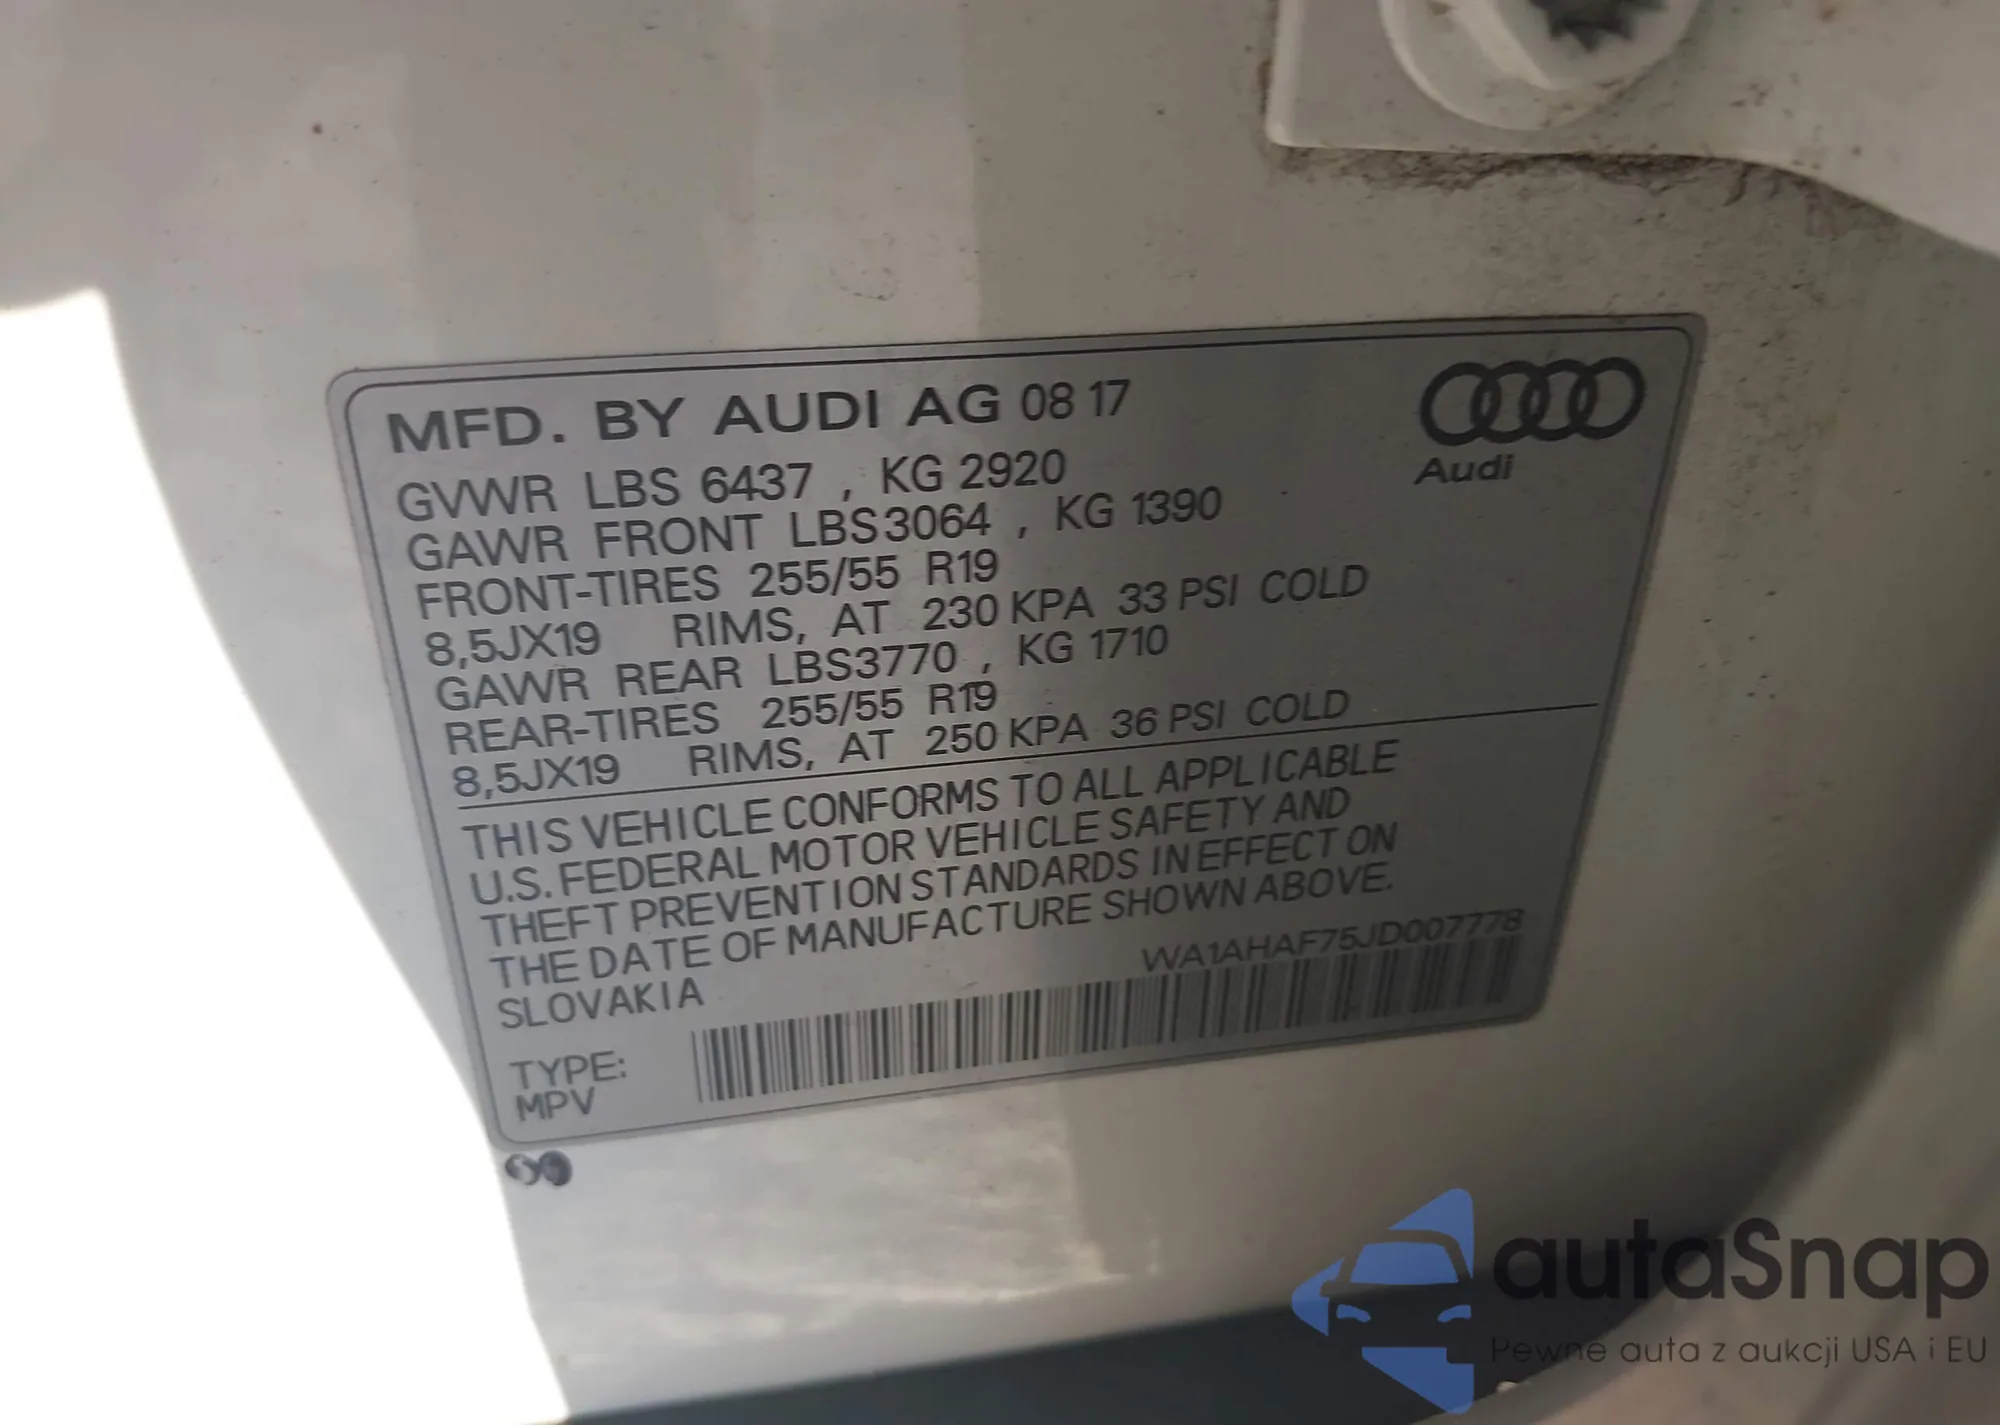 MFD. BY AUDI AG 08 17
Audi
GVWR LBS 6437 , KG 2920
GAWR FRONT LBS3064 , KG 1390
FRONT-TIRES 255/55 R19
8,5JX19 RIMS, AT 230 KPA 33 PSI COLD
GAWR REAR LBS3770 , KG 1710
REAR-TIRES 255/55 R19
8,5JX19 RIMS, AT 250 KPA 36 PSI COLD
THIS VEHICLE CONFORMS TO ALL APPLICABLE
U.S. FEDERAL MOTOR VEHICLE SAFETY AND
THEFT PREVENTION STANDARDS IN EFFECT ON
THE DATE OF MANUFACTURE SHOWN ABOVE.
SLOVAKIA
WA1AHAF75JD007778
TYPE:
MPV
autaSnap
Pewne auta z aukcji USA i EU